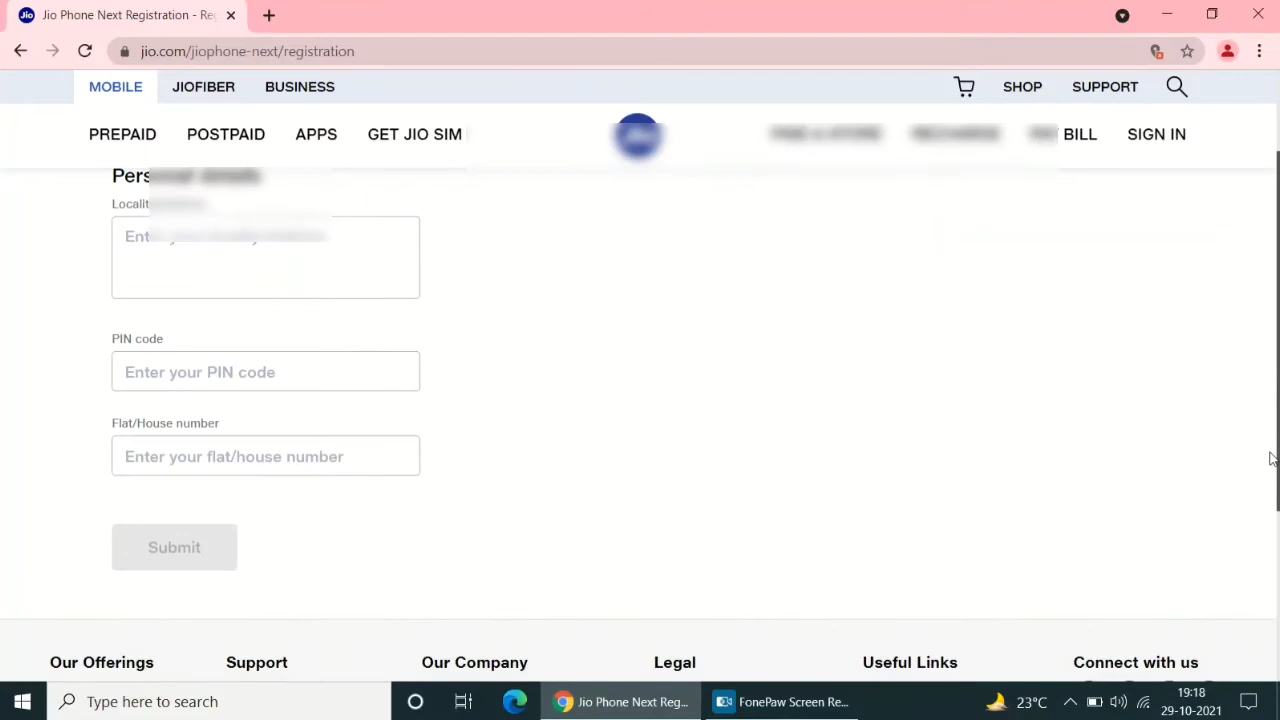 Jio Jio Phone Next Registration - Re
jio.com/jiophone-next/registration
MOBILE JIOFIBER BUSINESS SHOP SUPPORT
PREPAID POSTPAID APPS GET JIO SIM BILL SIGN IN
PIN code
Enter your PIN code
Flat/House number
Enter your flat/house number
Submit
Our Offerings Support Our Company Legal Useful Links Connect with us
Type here to search Jio Phone Next Reg... FonePaw Screen Re... 23°C 19:18
29-10-2021